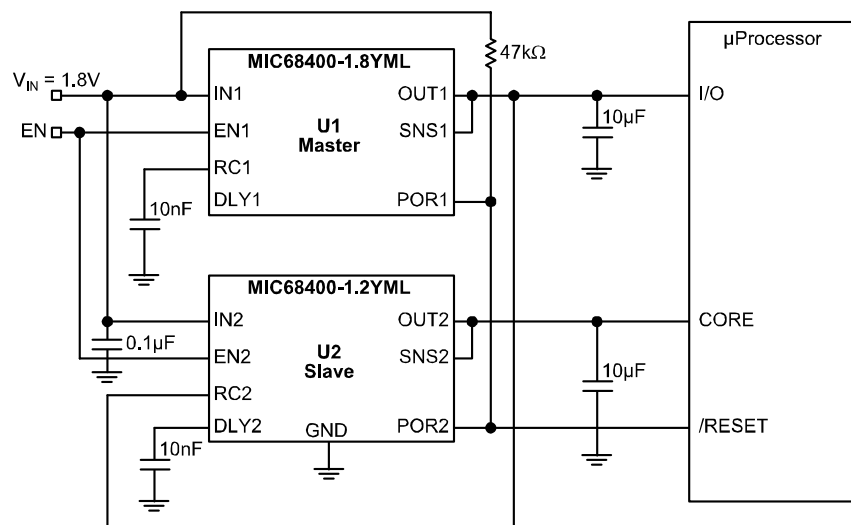 µProcessor
47kΩ
MIC68400-1.8YML
VIN = 1.8V
IN1
OUT1
I/O
10µF
EN
EN1
U1
Master
SNS1
RC1
DLY1
POR1
10nF
MIC68400-1.2YML
IN2
OUT2
CORE
0.1µF
EN2
U2
Slave
SNS2
10µF
RC2
DLY2
GND
POR2
/RESET
10nF